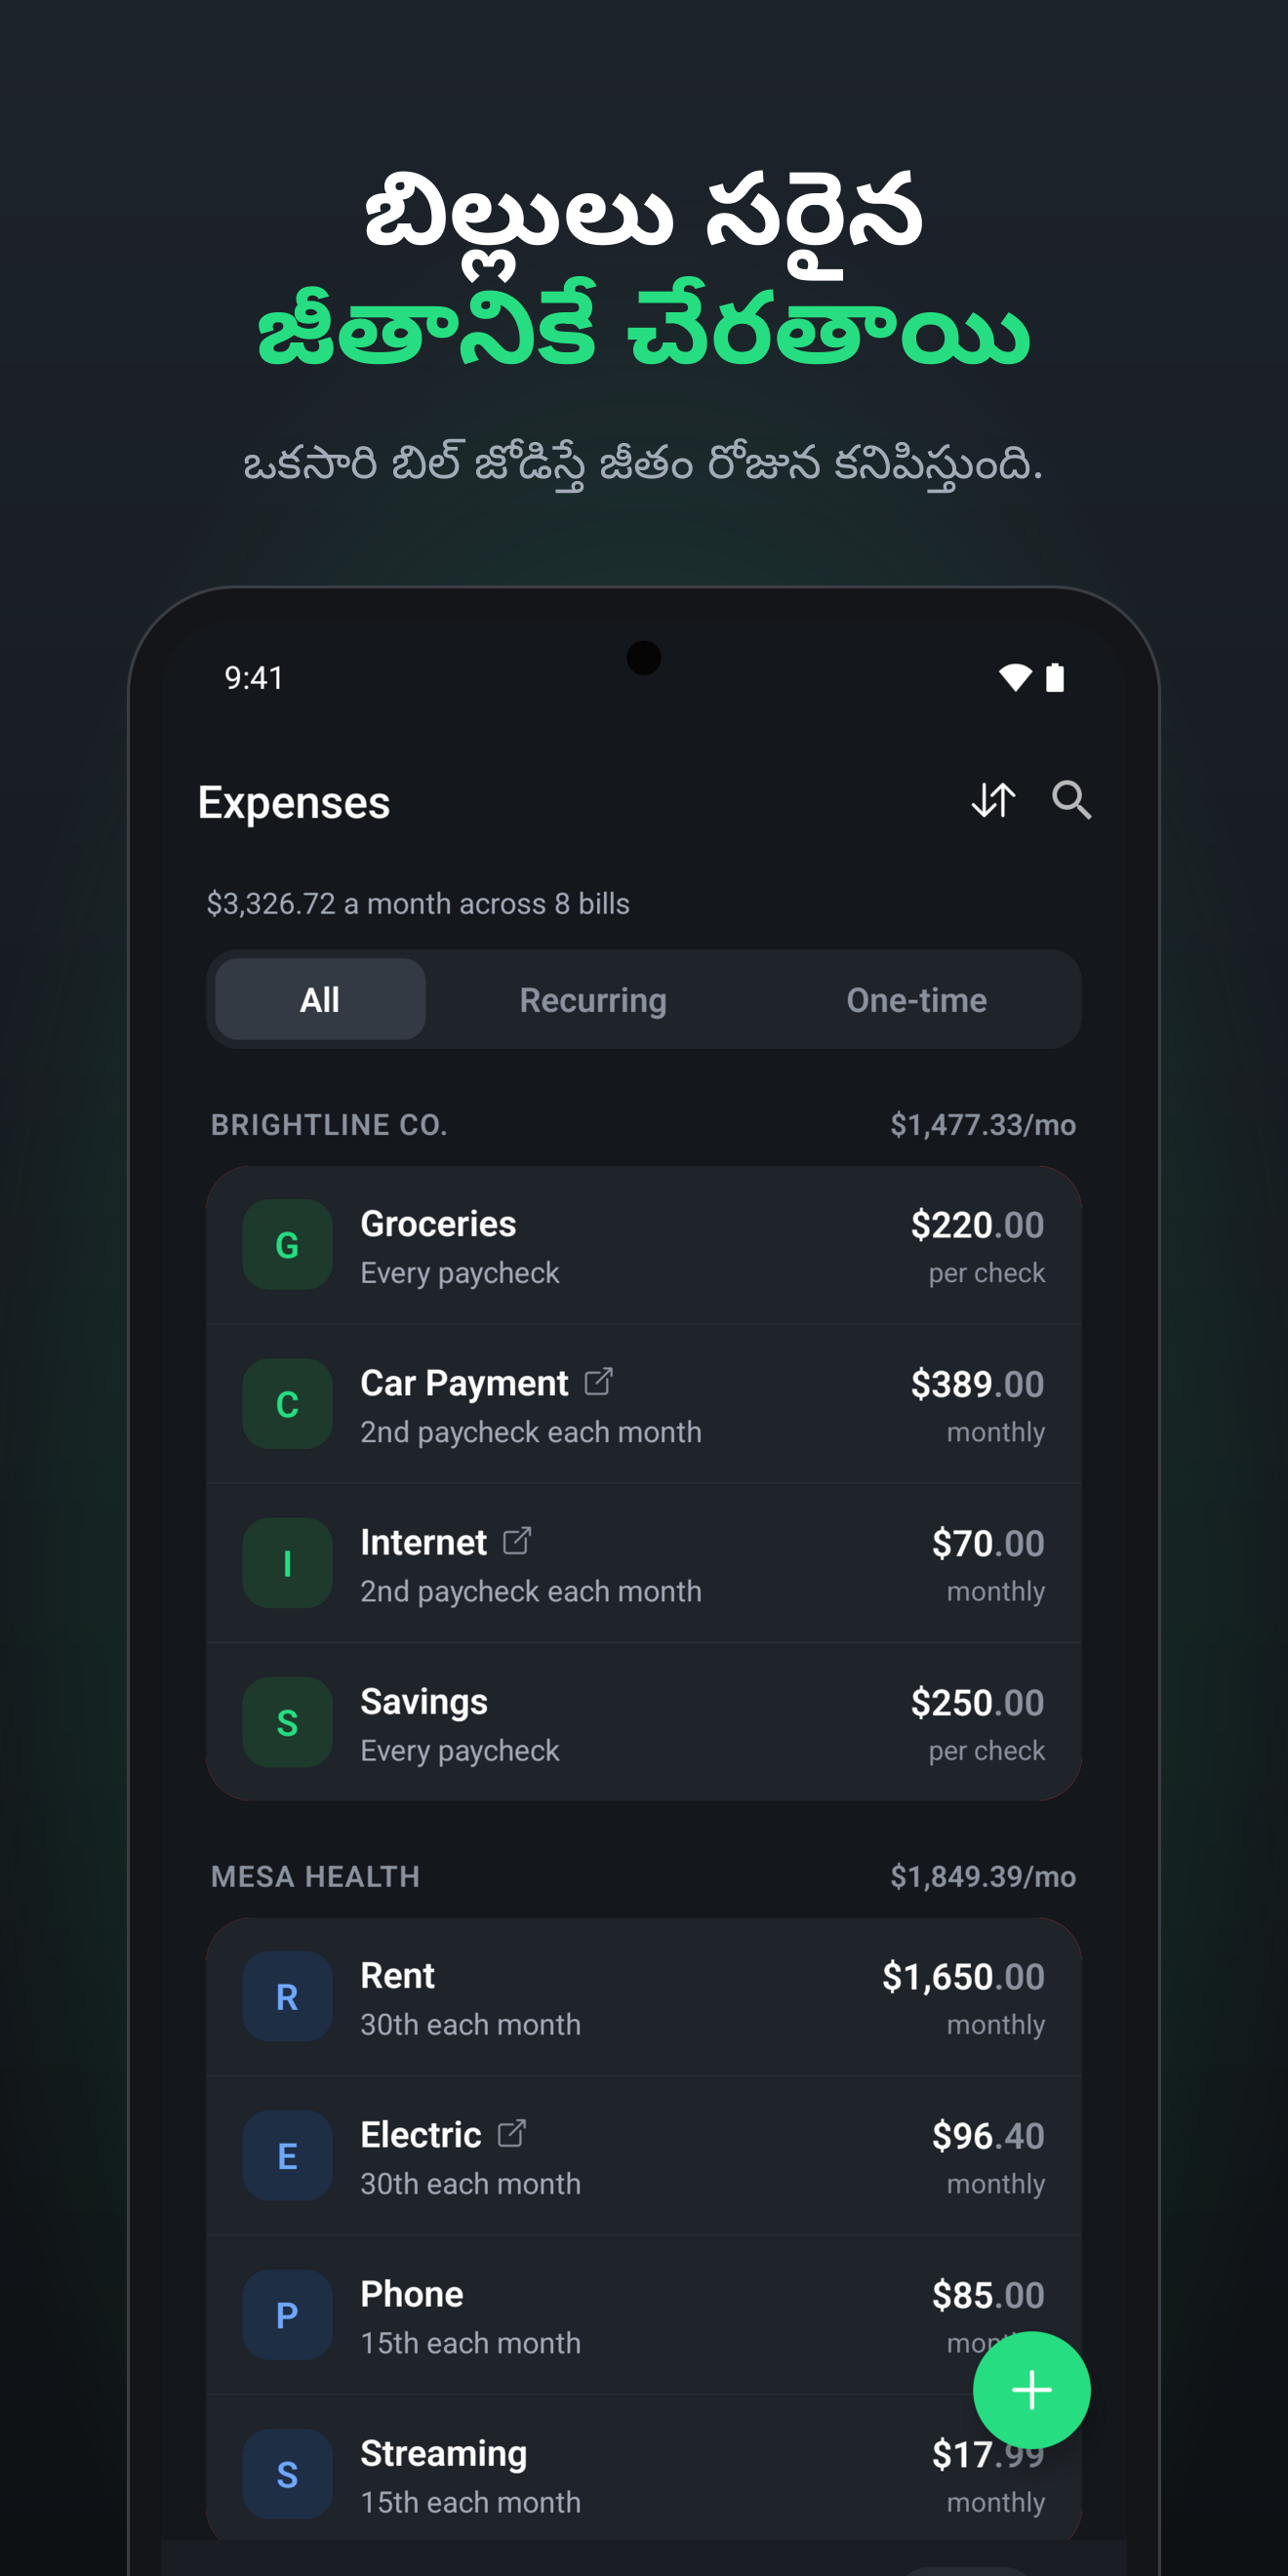 బిల్లులు సరైన
జీతానికే చేరతాయి
ఒకసారి బిల్ జోడిస్తే జీతం రోజున కనిపిస్తుంది.
9:41
Expenses
$3,326.72 a month across 8 bills
All Recurring One-time
BRIGHTLINE CO. $1,477.33/mo
G Groceries $220.00
Every paycheck per check
C Car Payment $389.00
2nd paycheck each month monthly
I Internet $70.00
2nd paycheck each month monthly
S Savings $250.00
Every paycheck per check
MESA HEALTH $1,849.39/mo
R Rent $1,650.00
30th each month monthly
E Electric $96.40
30th each month monthly
P Phone $85.00
15th each month
S Streaming $17.99
15th each month monthly